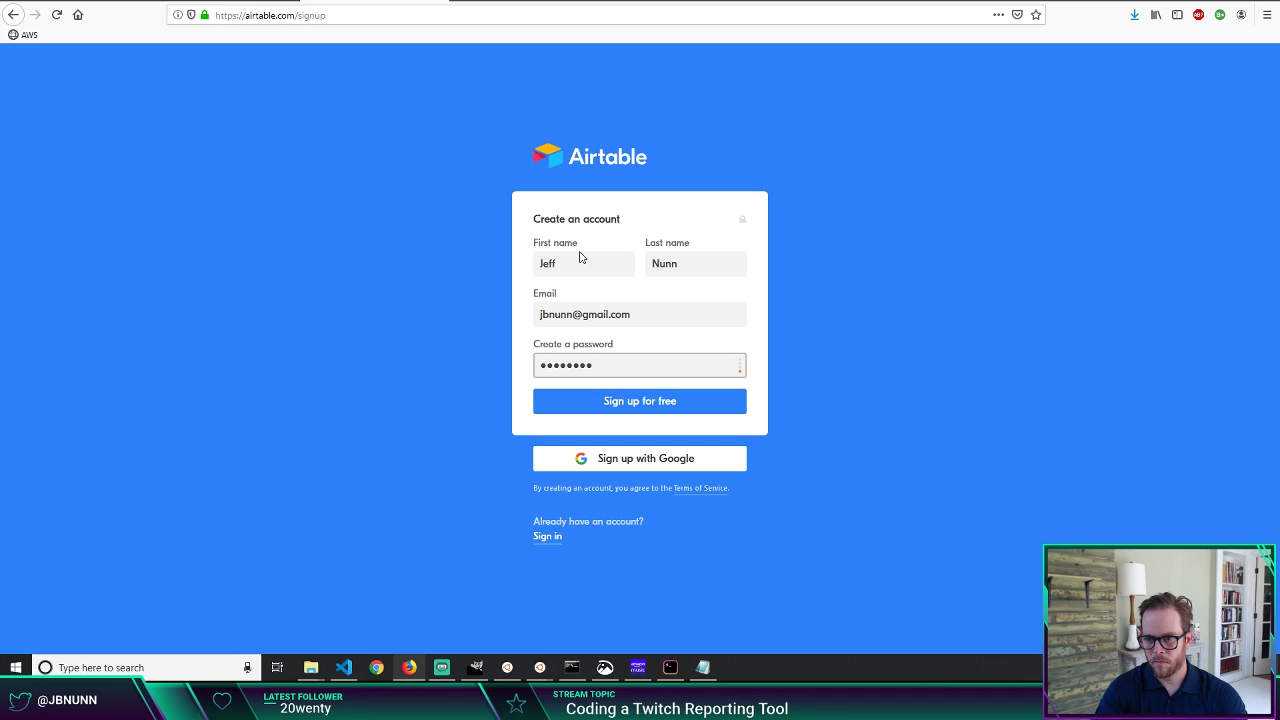 https://airtable.com/signup
AWS
Airtable
Create an account
First name
Last name
Jeff
Nunn
Email
jbnunn@gmail.com
Create a password
Sign up for free
Sign up with Google
By creating an account, you agree to the Terms of Service.
Already have an account?
Sign in
Type here to search
@JBNUNN
LATEST FOLLOWER
20wenty
STREAM TOPIC
Coding a Twitch Reporting Tool